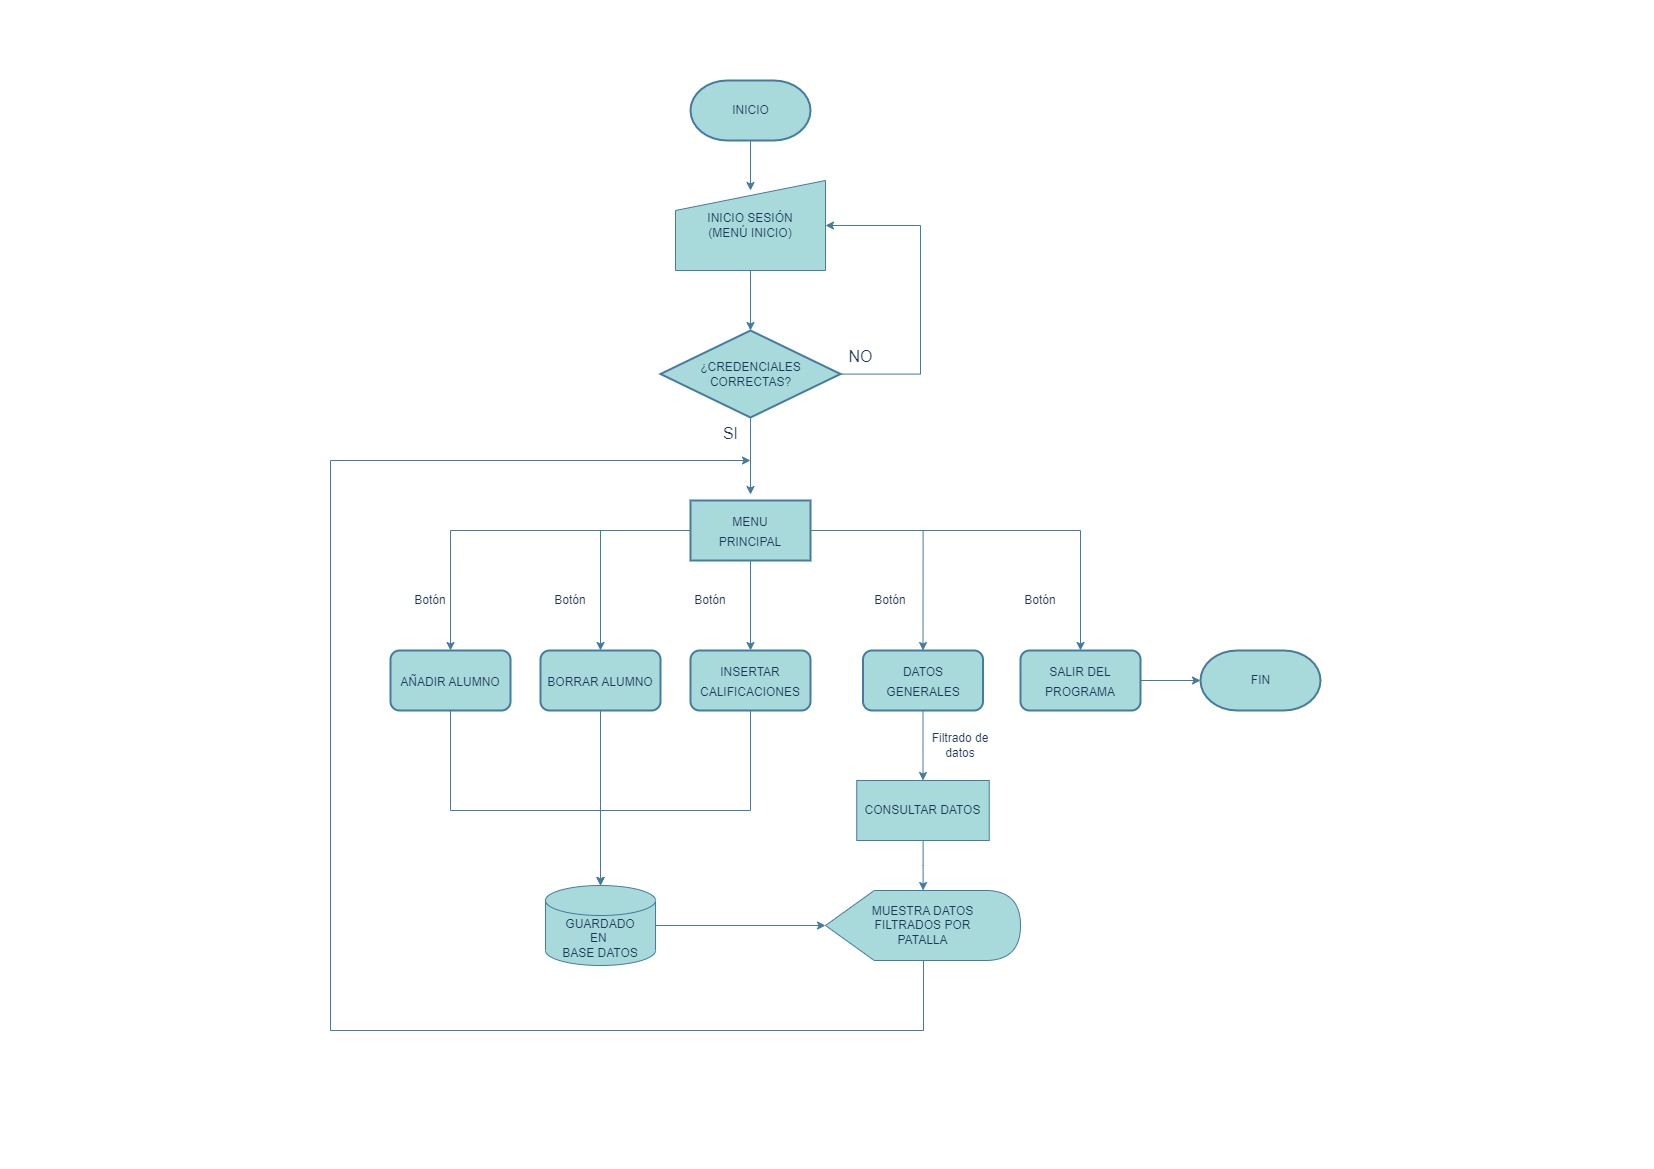 INICIO
INICIO SESIÓN
(MENÚ INICIO)
¿CREDENCIALES
CORRECTAS?
NO
SI
MENU
PRINCIPAL
Botón
Botón
Botón
Botón
Botón
AÑADIR ALUMNO
BORRAR ALUMNO
INSERTAR
CALIFICACIONES
DATOS
GENERALES
SALIR DEL
PROGRAMA
FIN
Filtrado de
datos
CONSULTAR DATOS
GUARDADO
EN
BASE DATOS
MUESTRA DATOS
FILTRADOS POR
PATALLA